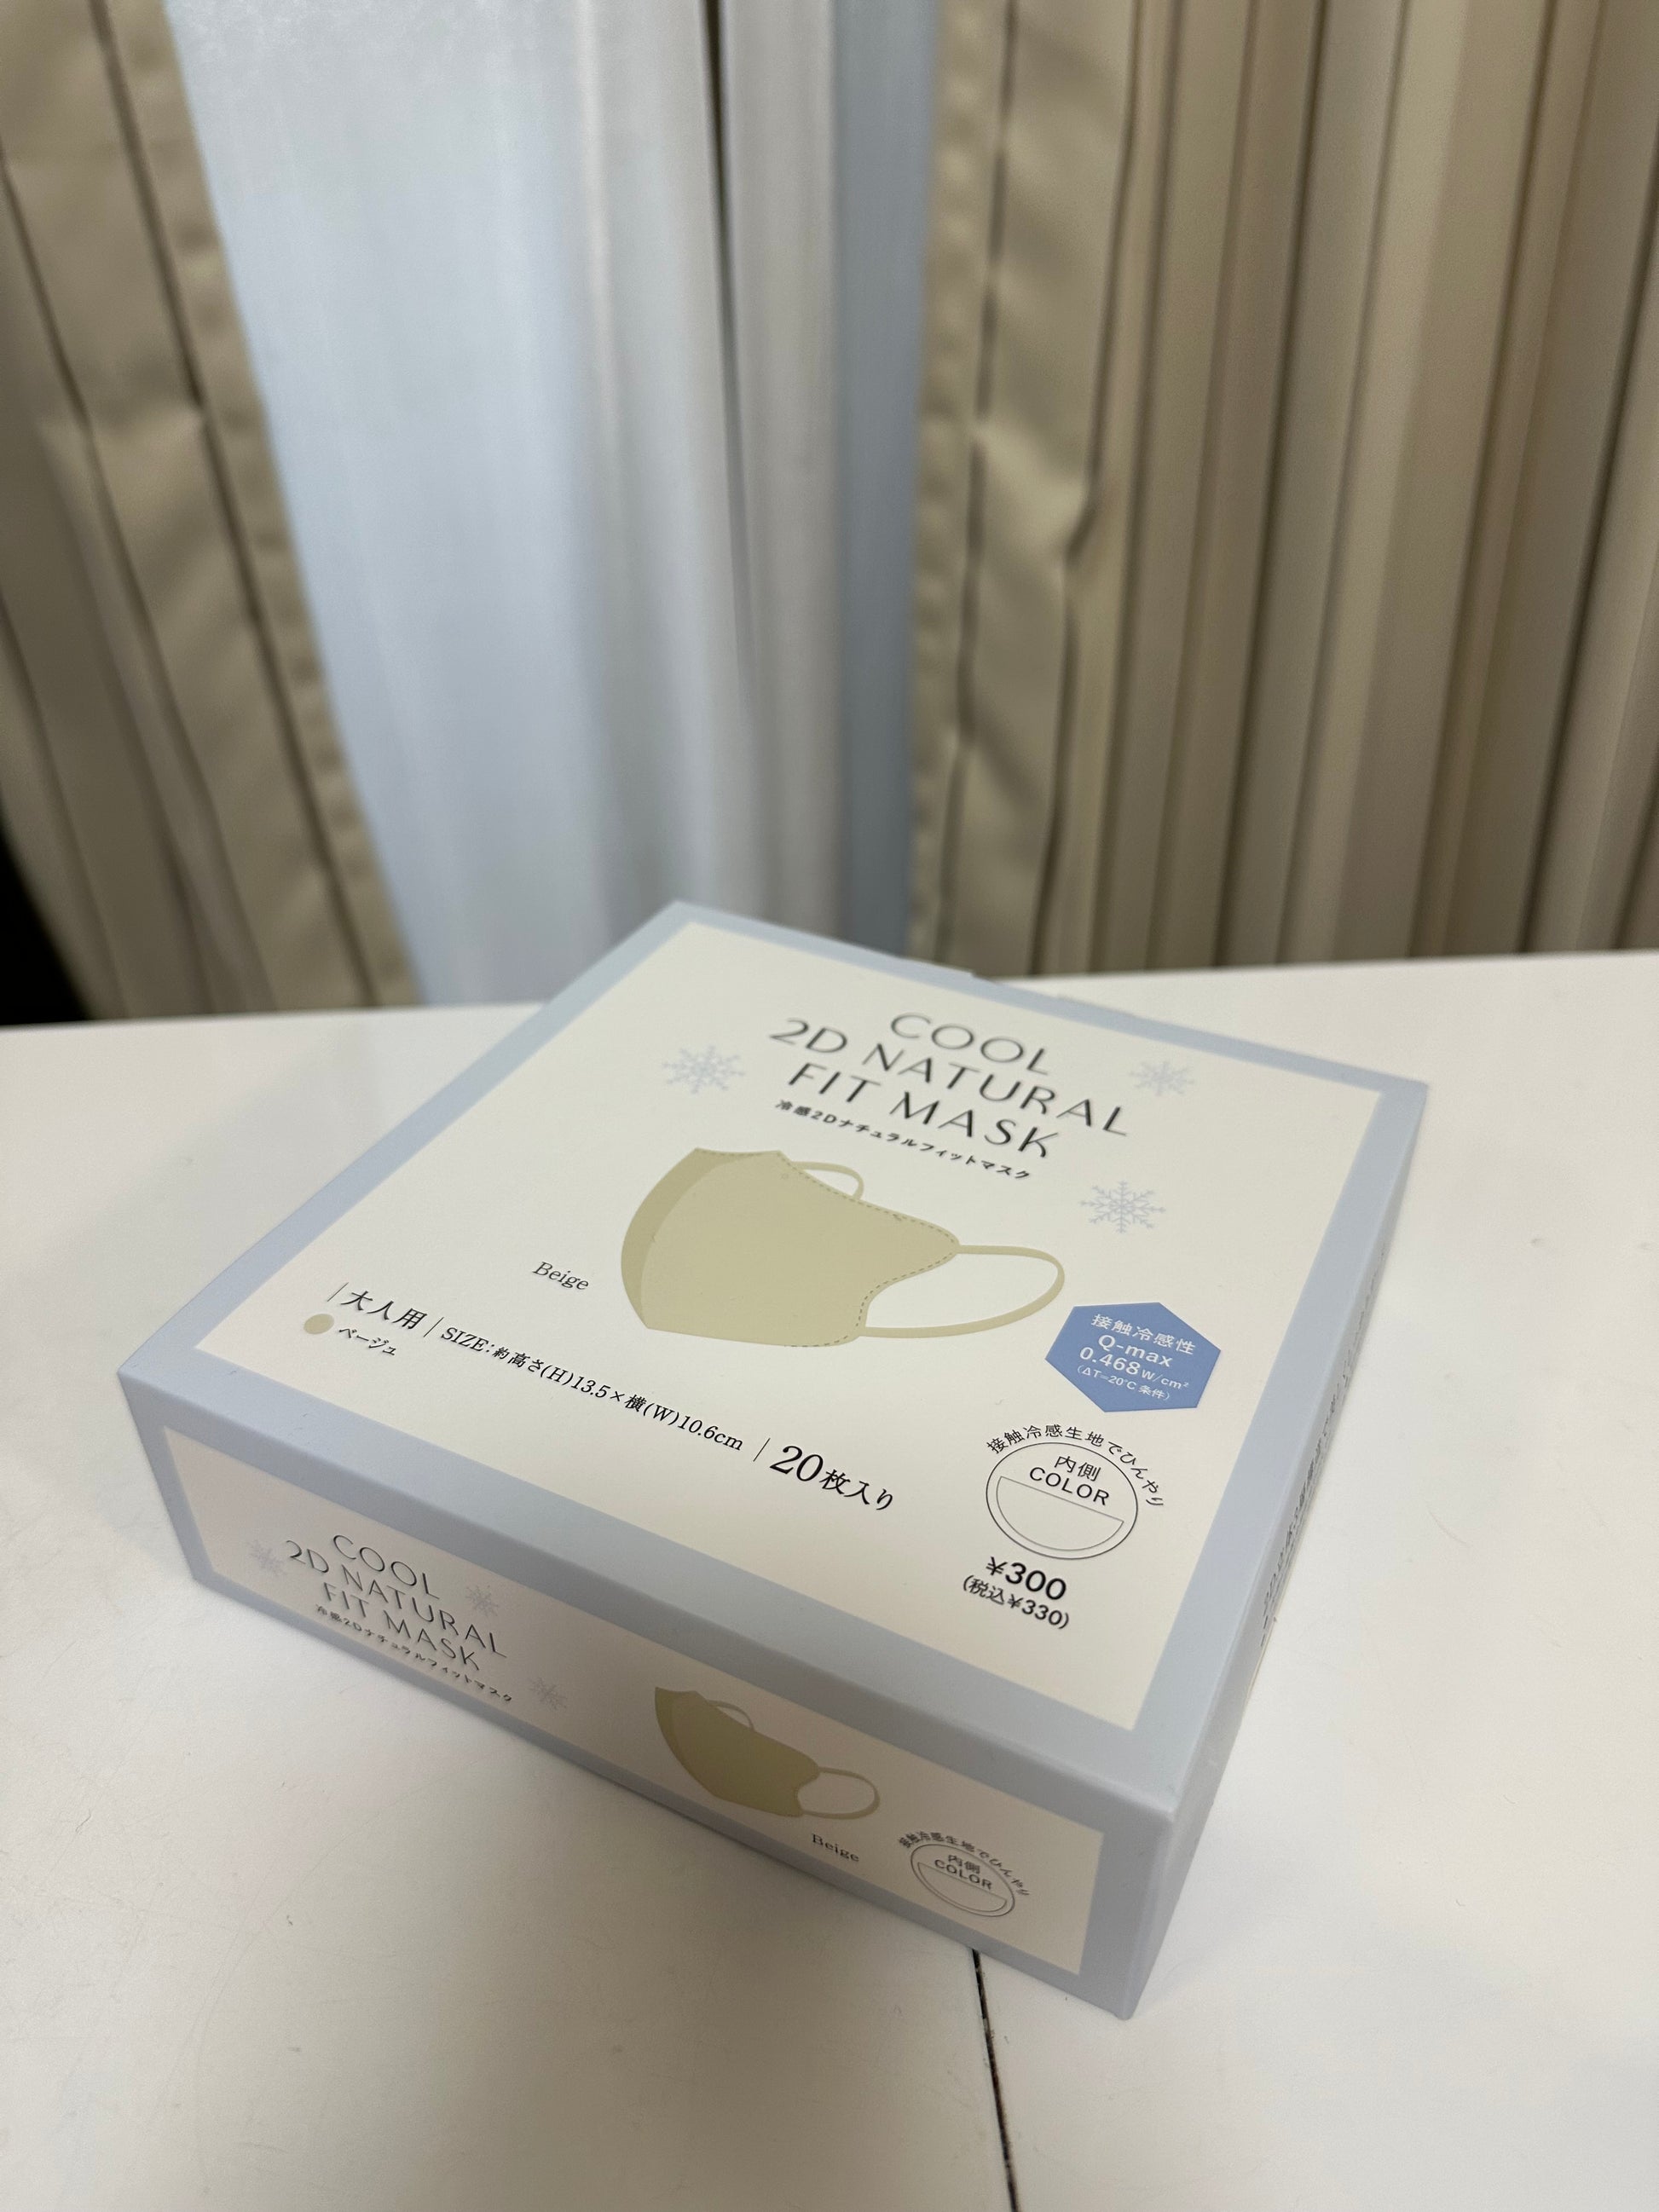 COOL
2D NATURAL
FIT MASK
冷感2Dナチュラルフィットマスク
Beige
大人用
SIZE:約高さ(H)13.5×横(W)10.6cm
20枚入り
ベージュ
接触冷感性
Q-max
0.468W/cm²
(ΔT=20℃ 条件)
接触冷感生地でひんやり
内側
COLOR
¥300
(税込¥330)
COOL
2D NATURAL
FIT MASK
冷感2Dナチュラルフィットマスク
Beige
接触冷感生地でひんやり
内側
COLOR